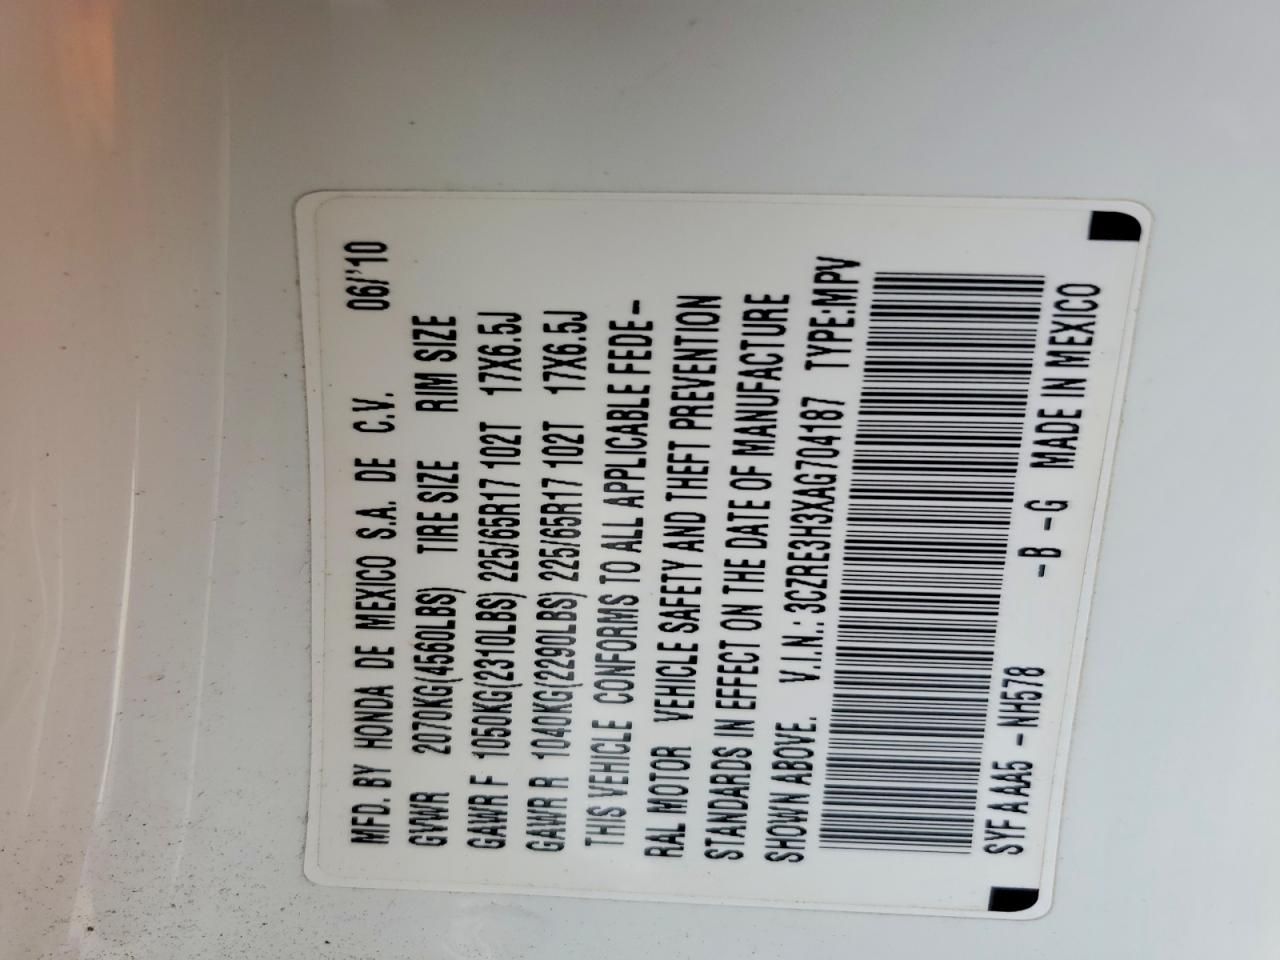 MFD. BY HONDA DE MEXICO S.A. DE C.V. 06/'10
GVWR 2070KG(4560LBS) TIRE SIZE RIM SIZE
GAWR F 1050KG(2310LBS) 225/65R17 102T 17X6.5J
GAWR R 1040KG(2290LBS) 225/65R17 102T 17X6.5J
THIS VEHICLE CONFORMS TO ALL APPLICABLE FEDE-
RAL MOTOR VEHICLE SAFETY AND THEFT PREVENTION
STANDARDS IN EFFECT ON THE DATE OF MANUFACTURE
SHOWN ABOVE. V.I.N.: 3CZRE3H3XAG704187 TYPE:MPV
SYF A AA5 -NH578 -B -G MADE IN MEXICO